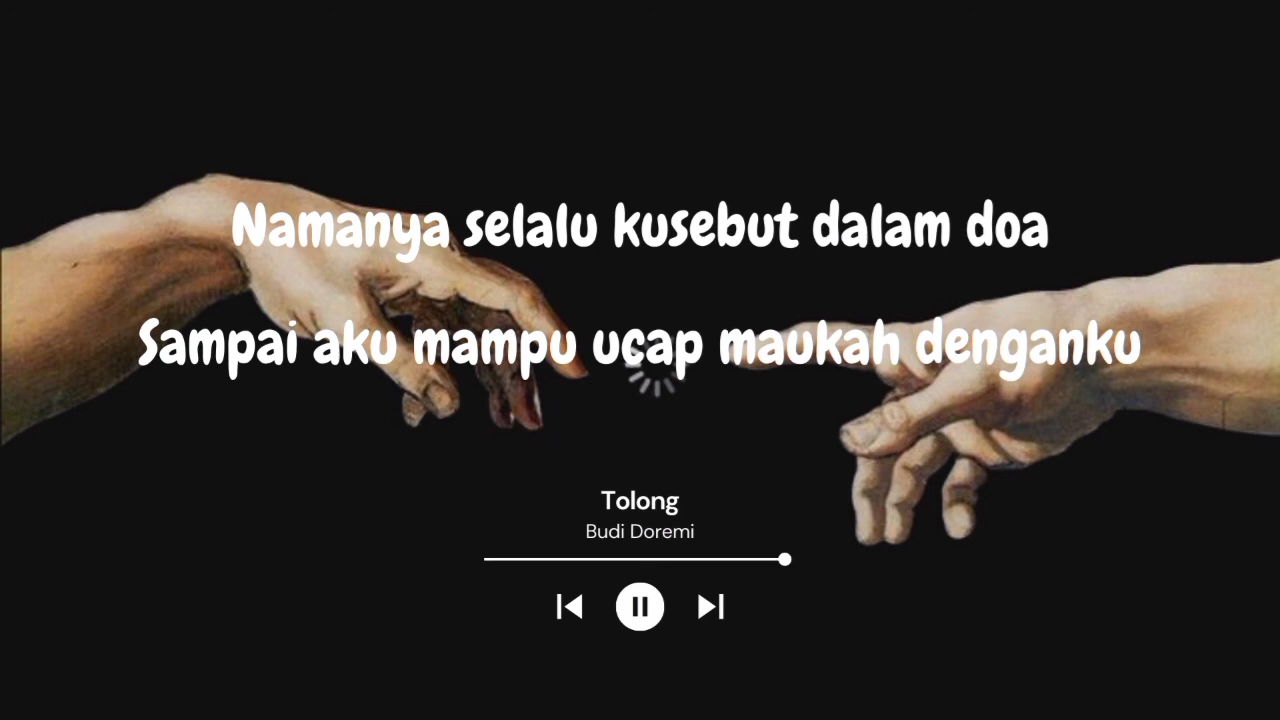 Namanya selalu kusebut dalam doa
Sampai aku mampu ucap maukah denganku
Tolong
Budi Doremi